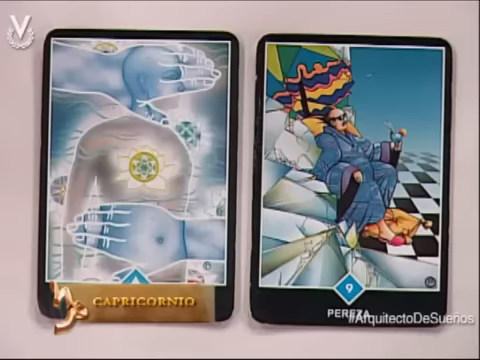 V
CAPRICORNIO
9
PEREZA
#ArquitectoDeSueños